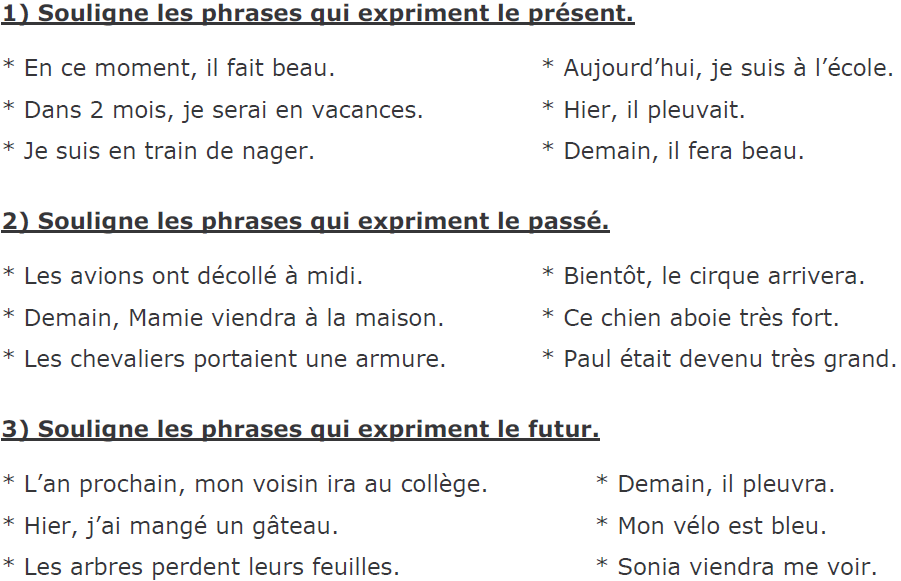 1) Souligne les phrases qui expriment le présent.
* En ce moment, il fait beau. * Aujourd’hui, je suis à l’école.
* Dans 2 mois, je serai en vacances. * Hier, il pleuvait.
* Je suis en train de nager. * Demain, il fera beau.
2) Souligne les phrases qui expriment le passé.
* Les avions ont décollé à midi. * Bientôt, le cirque arrivera.
* Demain, Mamie viendra à la maison. * Ce chien aboie très fort.
* Les chevaliers portaient une armure. * Paul était devenu très grand.
3) Souligne les phrases qui expriment le futur.
* L’an prochain, mon voisin ira au collège. * Demain, il pleuvra.
* Hier, j’ai mangé un gâteau. * Mon vélo est bleu.
* Les arbres perdent leurs feuilles. * Sonia viendra me voir.